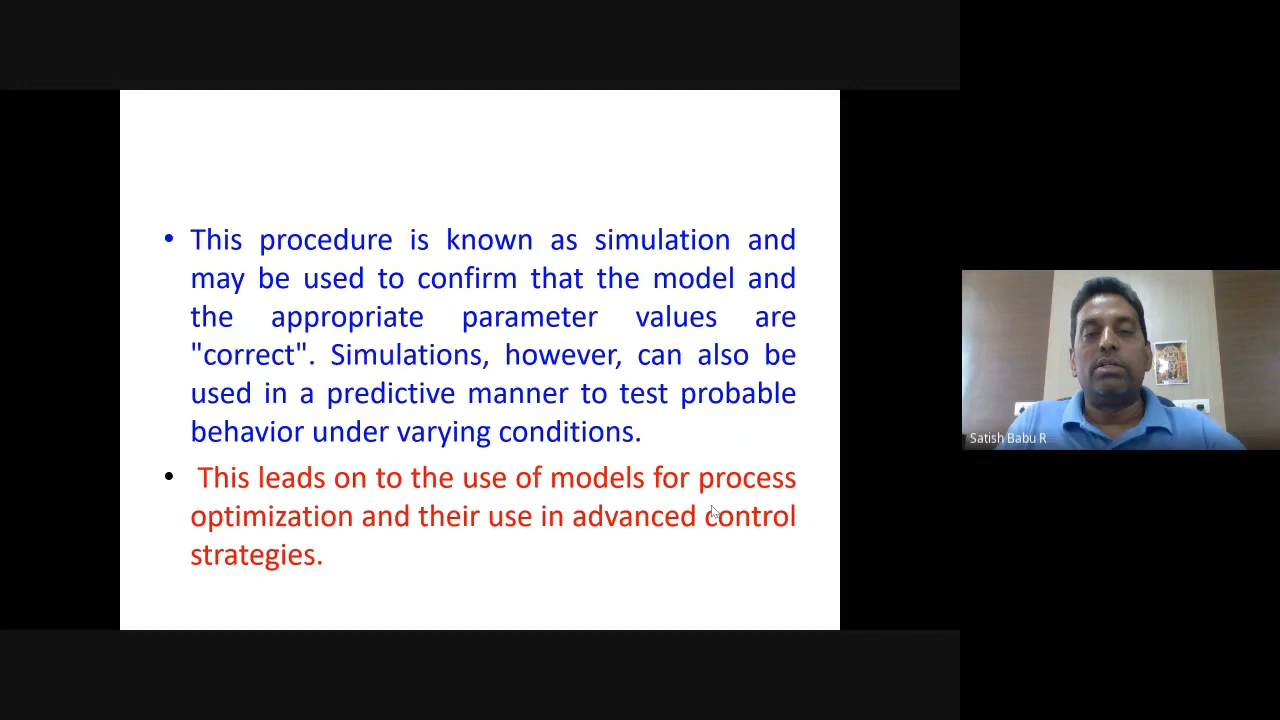 • This procedure is known as simulation and
may be used to confirm that the model and
the appropriate parameter values are
"correct". Simulations, however, can also be
used in a predictive manner to test probable
behavior under varying conditions.
• This leads on to the use of models for process
optimization and their use in advanced control
strategies.
Satish Babu R